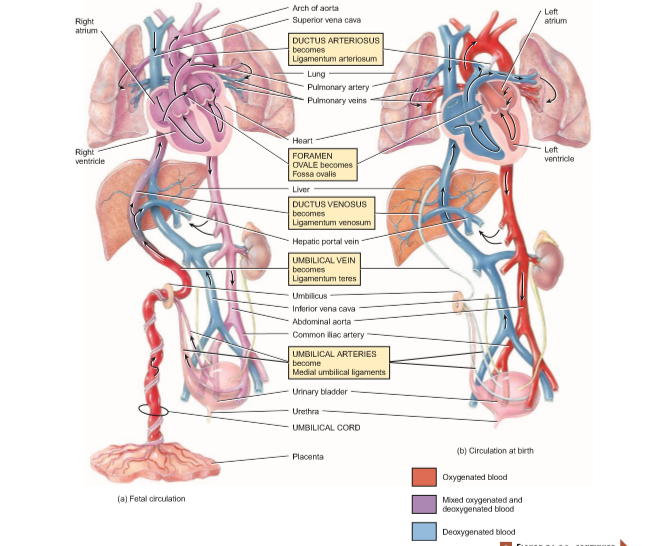 Right
atrium
Arch of aorta
Superior vena cava
Left
atrium
DUCTUS ARTERIOSUS
becomes
Ligamentum arteriosum
Lung
Pulmonary artery
Pulmonary veins
Heart
Right
ventricle
Left
ventricle
FORAMEN
OVALE becomes
Fossa ovalis
Liver
DUCTUS VENOSUS
becomes
Ligamentum venosum
Hepatic portal vein
UMBILICAL VEIN
becomes
Ligamentum teres
Umbilicus
Inferior vena cava
Abdominal aorta
Common iliac artery
UMBILICAL ARTERIES
become
Medial umbilical ligaments
Urinary bladder
Urethra
UMBILICAL CORD
Placenta
(a) Fetal circulation
(b) Circulation at birth
Oxygenated blood
Mixed oxygenated and
deoxygenated blood
Deoxygenated blood